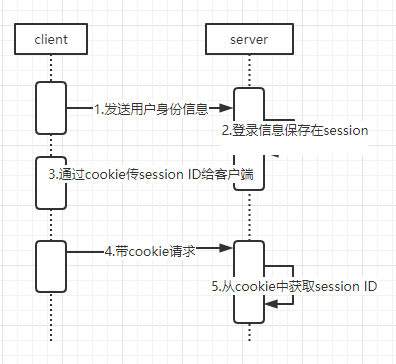 client
server
1.发送用户身份信息
2.登录信息保存在session
3.通过cookie传session ID给客户端
4.带cookie请求
5.从cookie中获取session ID